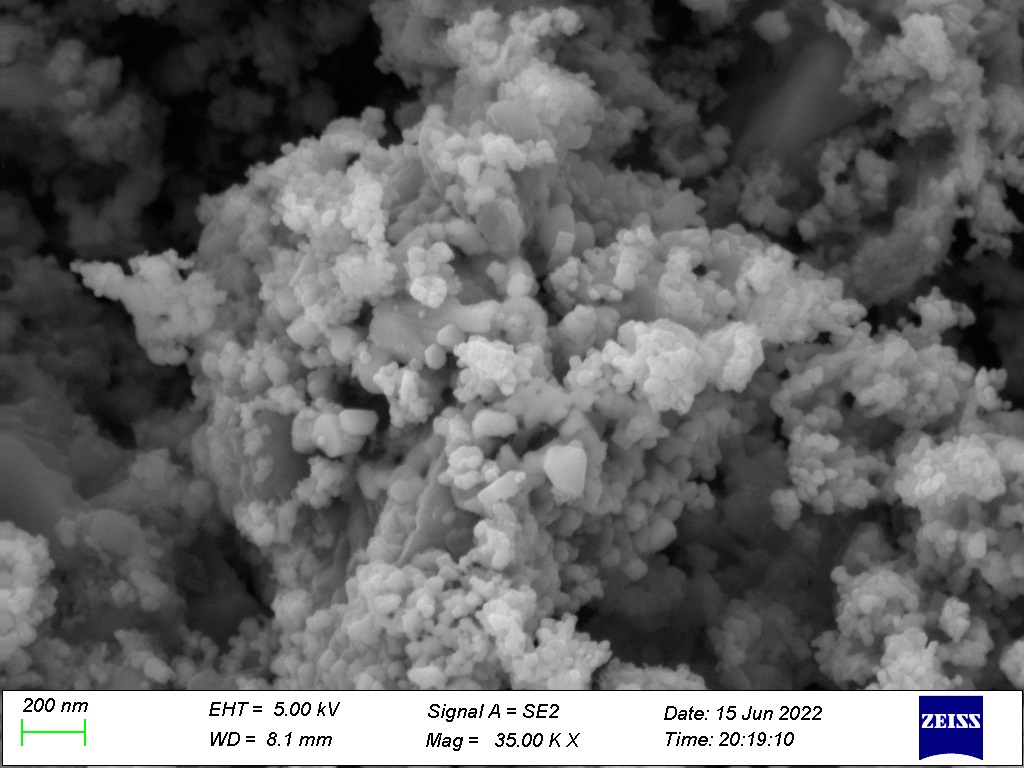 200 nm
EHT = 5.00 kV
Signal A = SE2
Date: 15 Jun 2022
WD = 8.1 mm
Mag = 35.00 K X
Time: 20:19:10
ZEISS